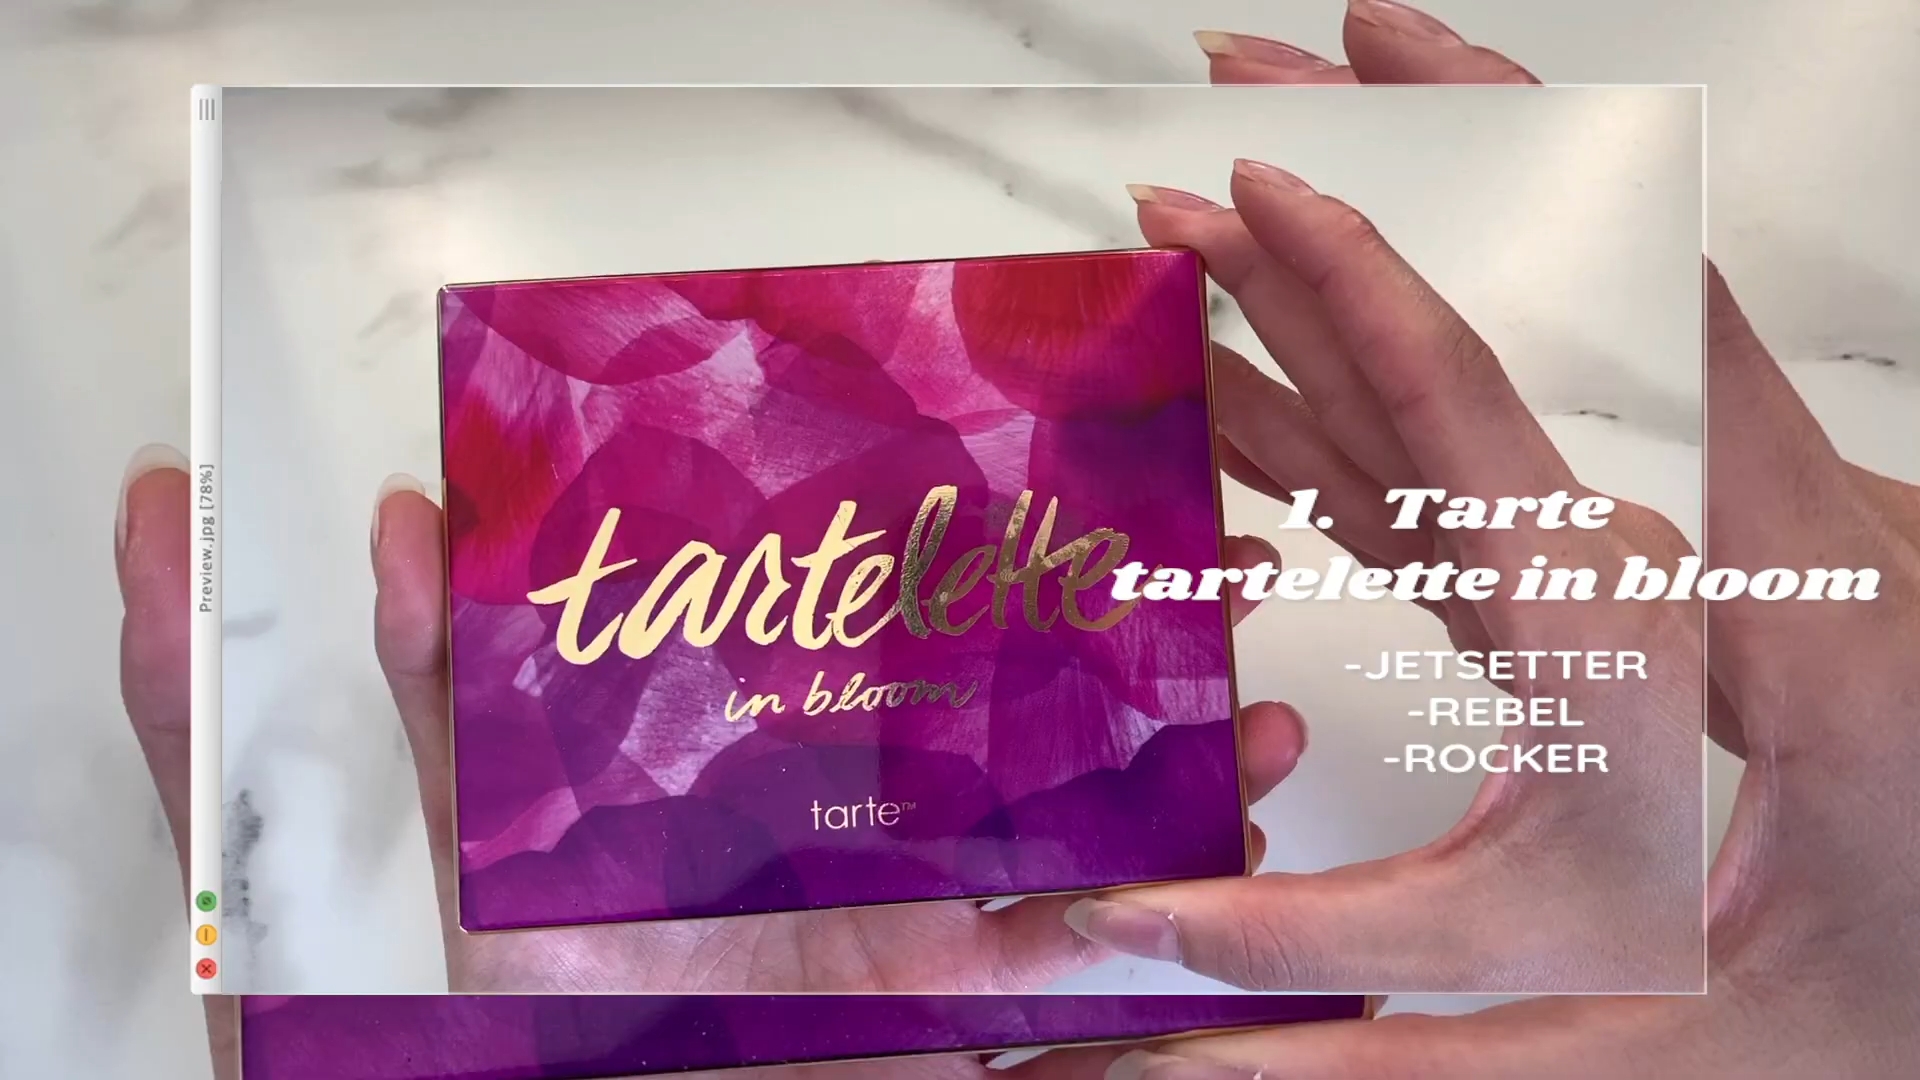 Preview.jpg [78%]
tartelette
in bloom
tarte™
1. Tarte
tartelette in bloom
-JETSETTER
-REBEL
-ROCKER